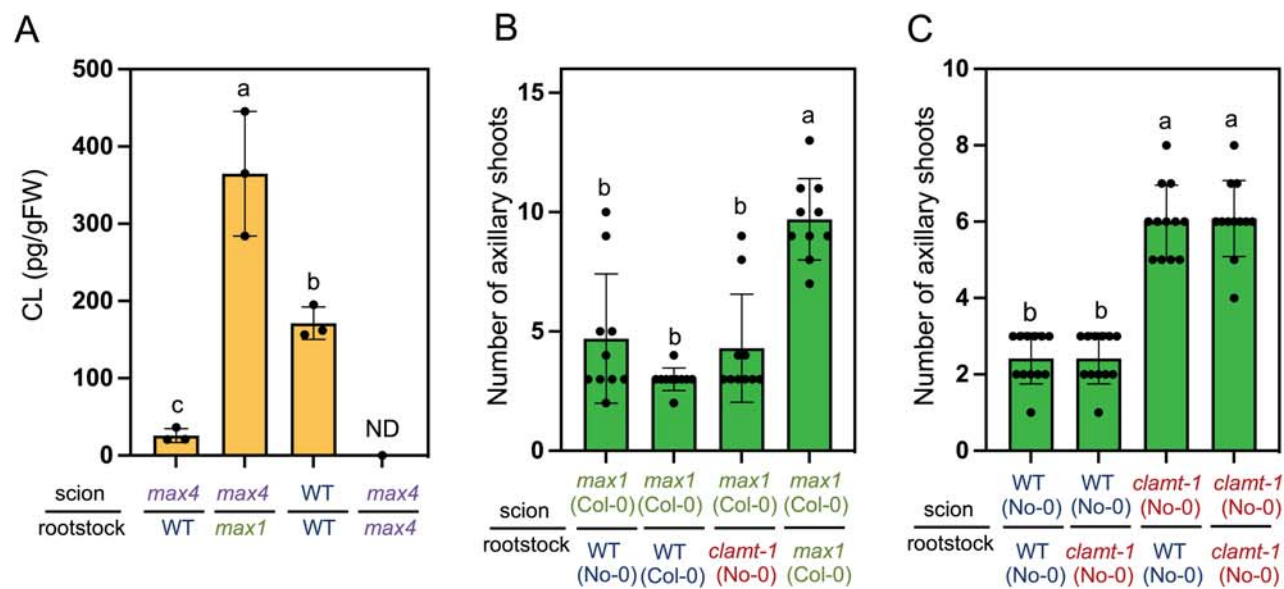 A
CL (pg/gFW)
500
400
300
200
100
0
c
a
b
ND
scion
max4
max4
WT
max4
rootstock
WT
max1
WT
max4
B
Number of axillary shoots
15
10
5
0
b
b
b
a
scion
max1
(Col-0)
max1
(Col-0)
max1
(Col-0)
max1
(Col-0)
rootstock
WT
(No-0)
WT
(Col-0)
clamt-1
(No-0)
max1
(Col-0)
C
Number of axillary shoots
10
8
6
4
2
0
b
b
a
a
scion
WT
(No-0)
WT
(No-0)
clamt-1
(No-0)
clamt-1
(No-0)
rootstock
WT
(No-0)
clamt-1
(No-0)
WT
(No-0)
clamt-1
(No-0)